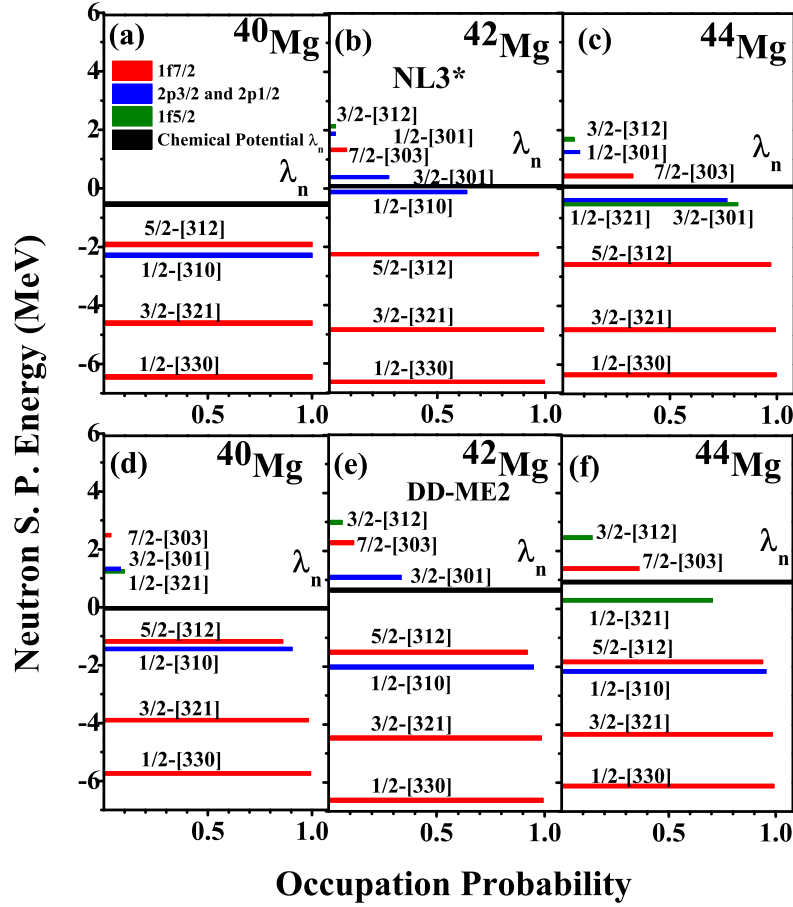 Neutron S. P. Energy (MeV)
(a)
40Mg
1f7/2
2p3/2 and 2p1/2
1f5/2
Chemical Potential λn
λn
5/2-[312]
1/2-[310]
3/2-[321]
1/2-[330]
6
4
2
0
-2
-4
-6
0.5
1.0
(b)
42Mg
NL3*
3/2-[312]
1/2-[301]
7/2-[303]
3/2-[301]
λn
1/2-[310]
5/2-[312]
3/2-[321]
1/2-[330]
0.5
1.0
(c)
44Mg
3/2-[312]
1/2-[301]
7/2-[303]
λn
1/2-[321] 3/2-[301]
5/2-[312]
3/2-[321]
1/2-[330]
0.5
1.0
(d)
40Mg
7/2-[303]
3/2-[301]
1/2-[321]
λn
5/2-[312]
1/2-[310]
3/2-[321]
1/2-[330]
6
4
2
0
-2
-4
-6
0.5
1.0
(e)
42Mg
DD-ME2
3/2-[312]
7/2-[303]
3/2-[301]
λn
5/2-[312]
1/2-[310]
3/2-[321]
1/2-[330]
0.5
1.0
(f)
44Mg
3/2-[312]
7/2-[303]
λn
1/2-[321]
5/2-[312]
1/2-[310]
3/2-[321]
1/2-[330]
0.5
1.0
Occupation Probability